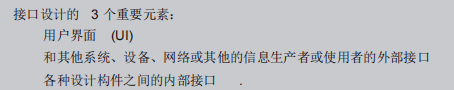 接口设计的 3 个重要元素：
用户界面 (UI)
和其他系统、设备、网络或其他的信息生产者或使用者的外部接口
各种设计构件之间的内部接口 .